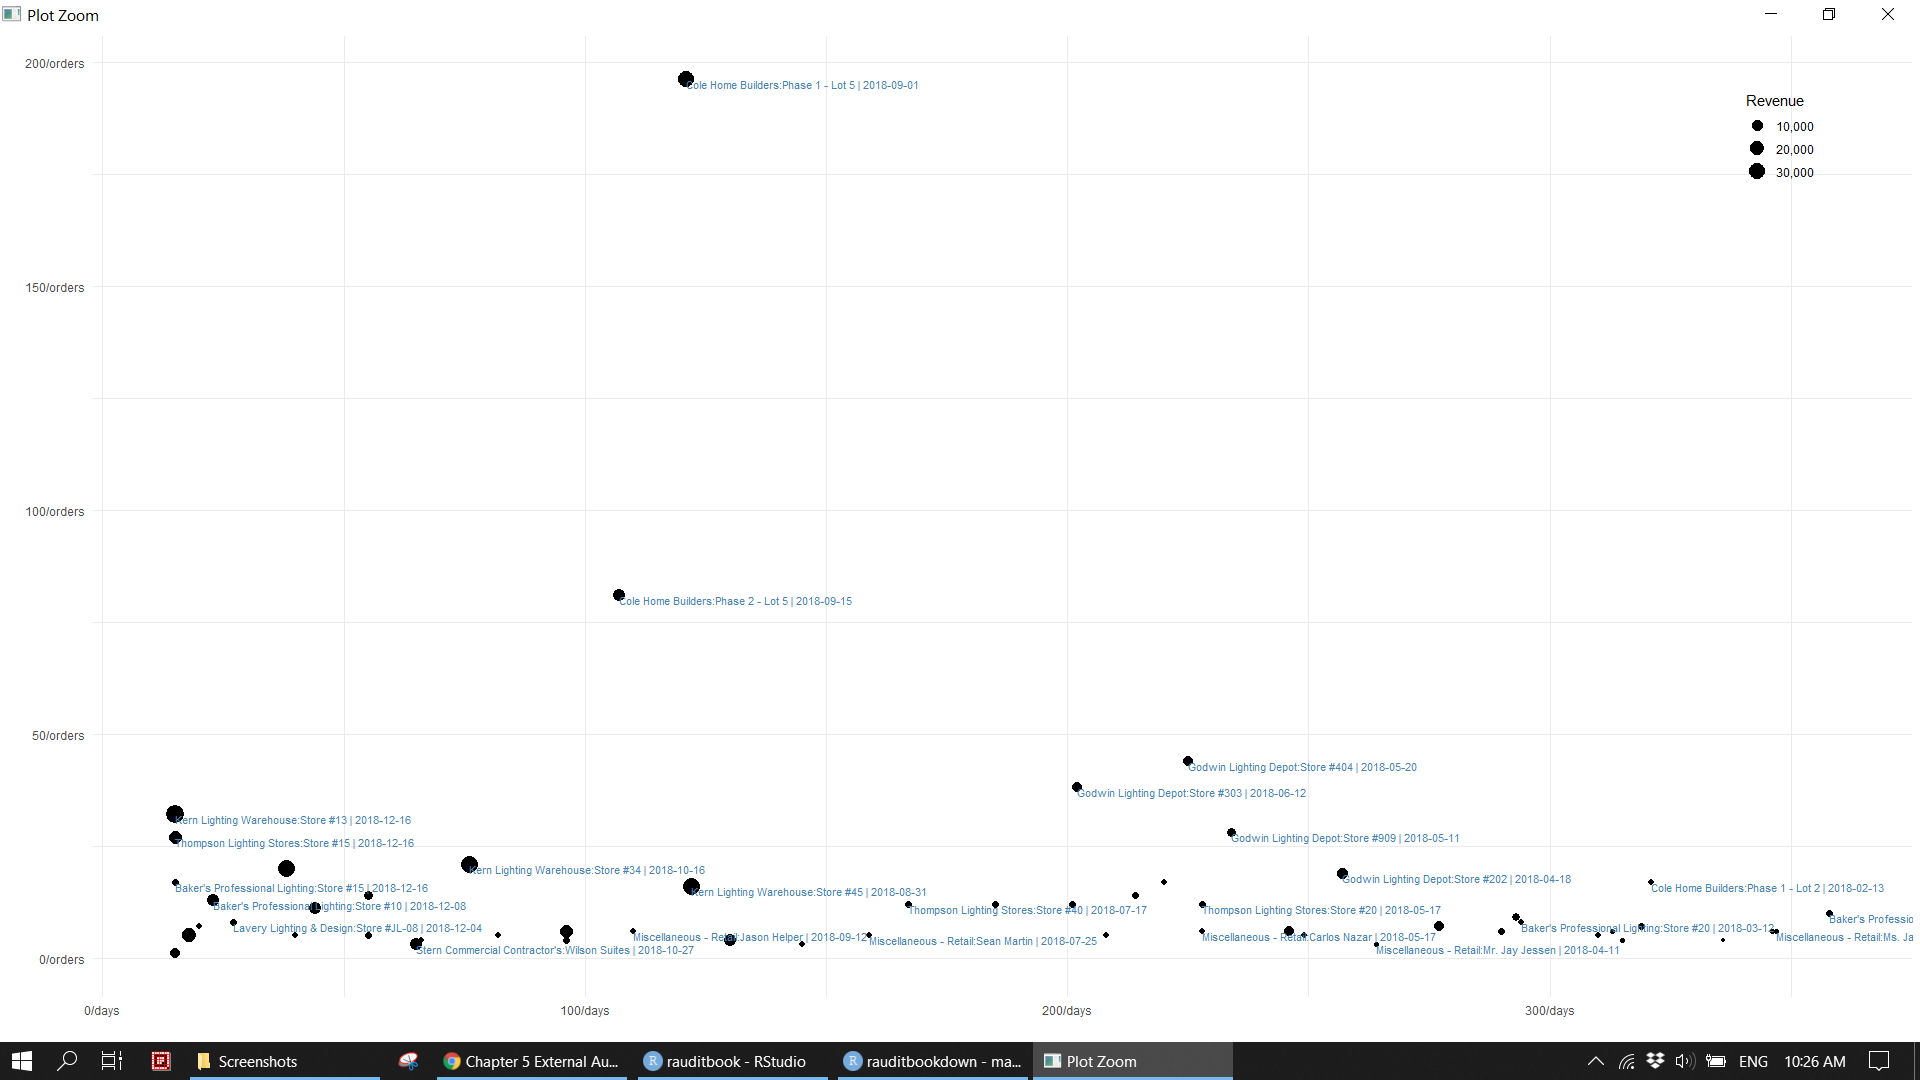 Plot Zoom
200/orders
Cole Home Builders:Phase 1 - Lot 5 | 2018-09-01
Revenue
10,000
20,000
30,000
150/orders
100/orders
Cole Home Builders:Phase 2 - Lot 5 | 2018-09-15
50/orders
Godwin Lighting Depot:Store #404 | 2018-05-20
Godwin Lighting Depot:Store #303 | 2018-06-12
Kern Lighting Warehouse:Store #13 | 2018-12-16
Godwin Lighting Depot:Store #909 | 2018-05-11
Thompson Lighting Stores:Store #15 | 2018-12-16
Kern Lighting Warehouse:Store #34 | 2018-10-16
Godwin Lighting Depot:Store #202 | 2018-04-18
Baker's Professional Lighting:Store #15 | 2018-12-16
Kern Lighting Warehouse:Store #45 | 2018-08-31
Cole Home Builders:Phase 1 - Lot 2 | 2018-02-13
Baker's Professional Lighting:Store #10 | 2018-12-08
Thompson Lighting Stores:Store #40 | 2018-07-17
Thompson Lighting Stores:Store #20 | 2018-05-17
Baker's Professio
Lavery Lighting & Design:Store #JL-08 | 2018-12-04
Baker's Professional Lighting:Store #20 | 2018-03-12
Miscellaneous - Retail:Jason Helper | 2018-09-12
Miscellaneous - Retail:Sean Martin | 2018-07-25
Miscellaneous - Retail:Carlos Nazar | 2018-05-17
Miscellaneous - Retail:Ms. Ja
Stern Commercial Contractor's:Wilson Suites | 2018-10-27
Miscellaneous - Retail:Mr. Jay Jessen | 2018-04-11
0/orders
0/days
100/days
200/days
300/days
Screenshots
Chapter 5 External Au...
rauditbook - RStudio
rauditbookdown - ma...
Plot Zoom
ENG
10:26 AM